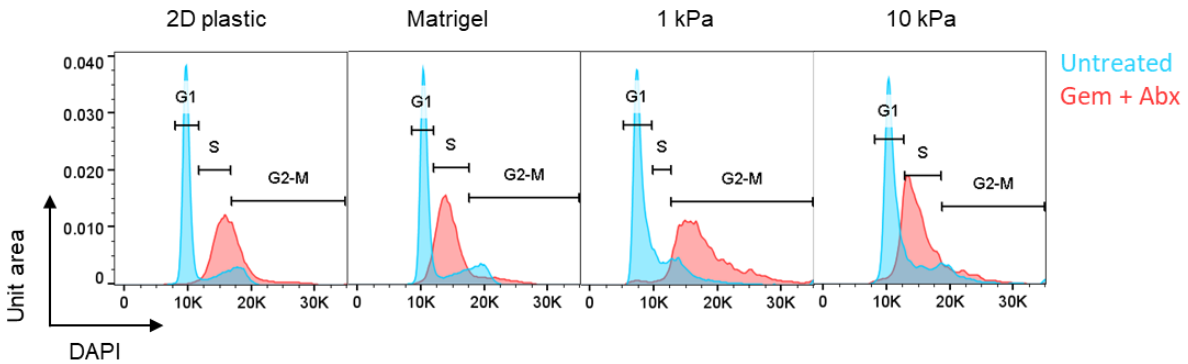 2D plastic Matrigel 1 kPa 10 kPa
Untreated
Gem + Abx
0.040
0.030
0.020
0.010
0
G1 S G2-M
G1 S G2-M
G1 S G2-M
G1 S G2-M
0 10K 20K 30K 0 10K 20K 30K 0 10K 20K 30K 0 10K 20K 30K
Unit area
DAPI